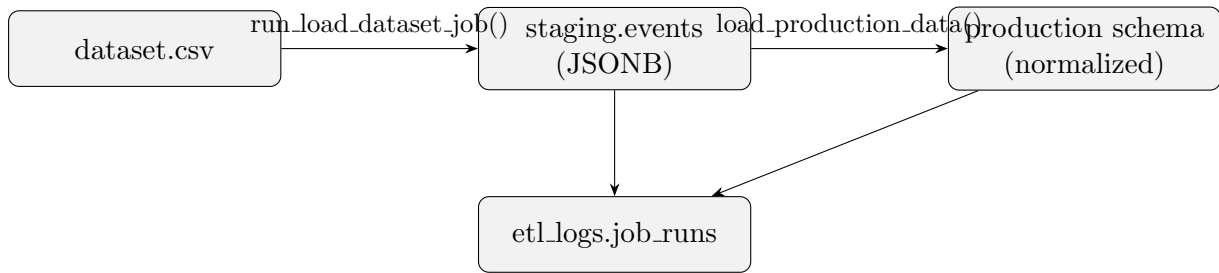 dataset.csv
run_load_dataset_job()
staging.events
(JSONB)
load_production_data()
production schema
(normalized)
etl_logs.job_runs